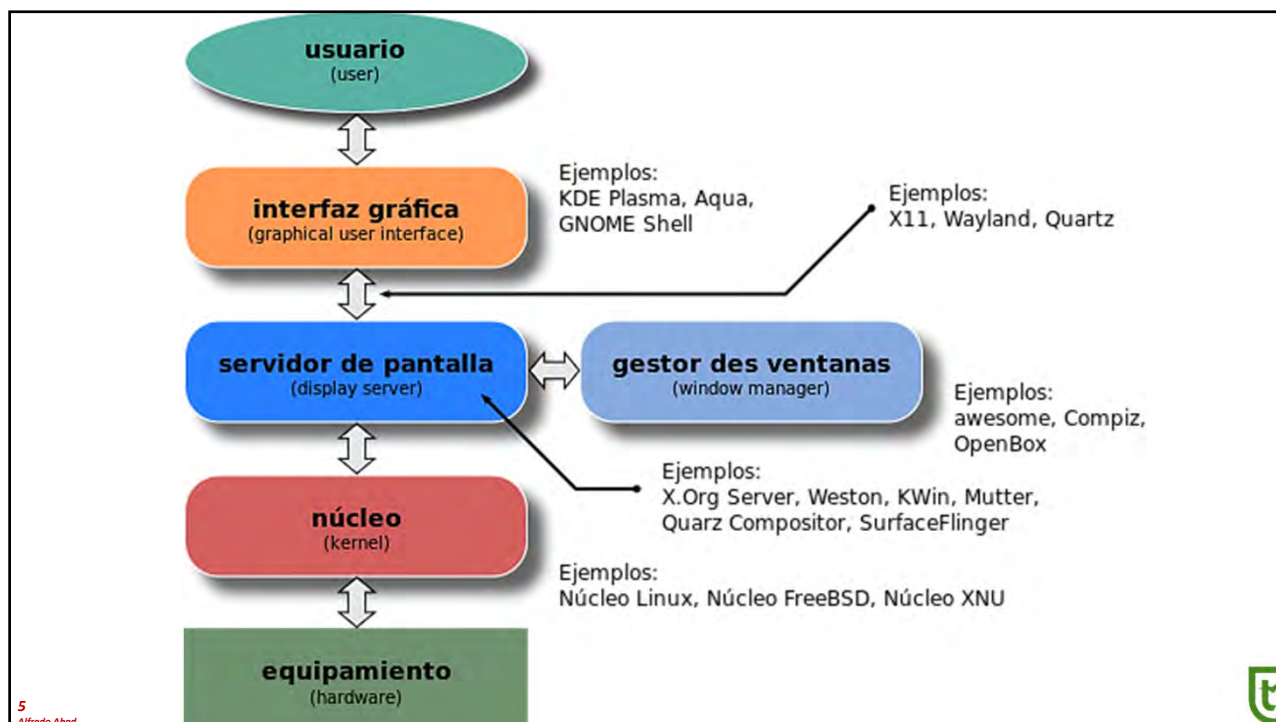 usuario
(user)
interfaz gráfica
(graphical user interface)
Ejemplos:
KDE Plasma, Aqua,
GNOME Shell
Ejemplos:
X11, Wayland, Quartz
servidor de pantalla
(display server)
gestor des ventanas
(window manager)
Ejemplos:
awesome, Compiz,
OpenBox
Ejemplos:
X.Org Server, Weston, KWin, Mutter,
Quarz Compositor, SurfaceFlinger
núcleo
(kernel)
Ejemplos:
Núcleo Linux, Núcleo FreeBSD, Núcleo XNU
equipamiento
(hardware)
5
Alfredo Abad